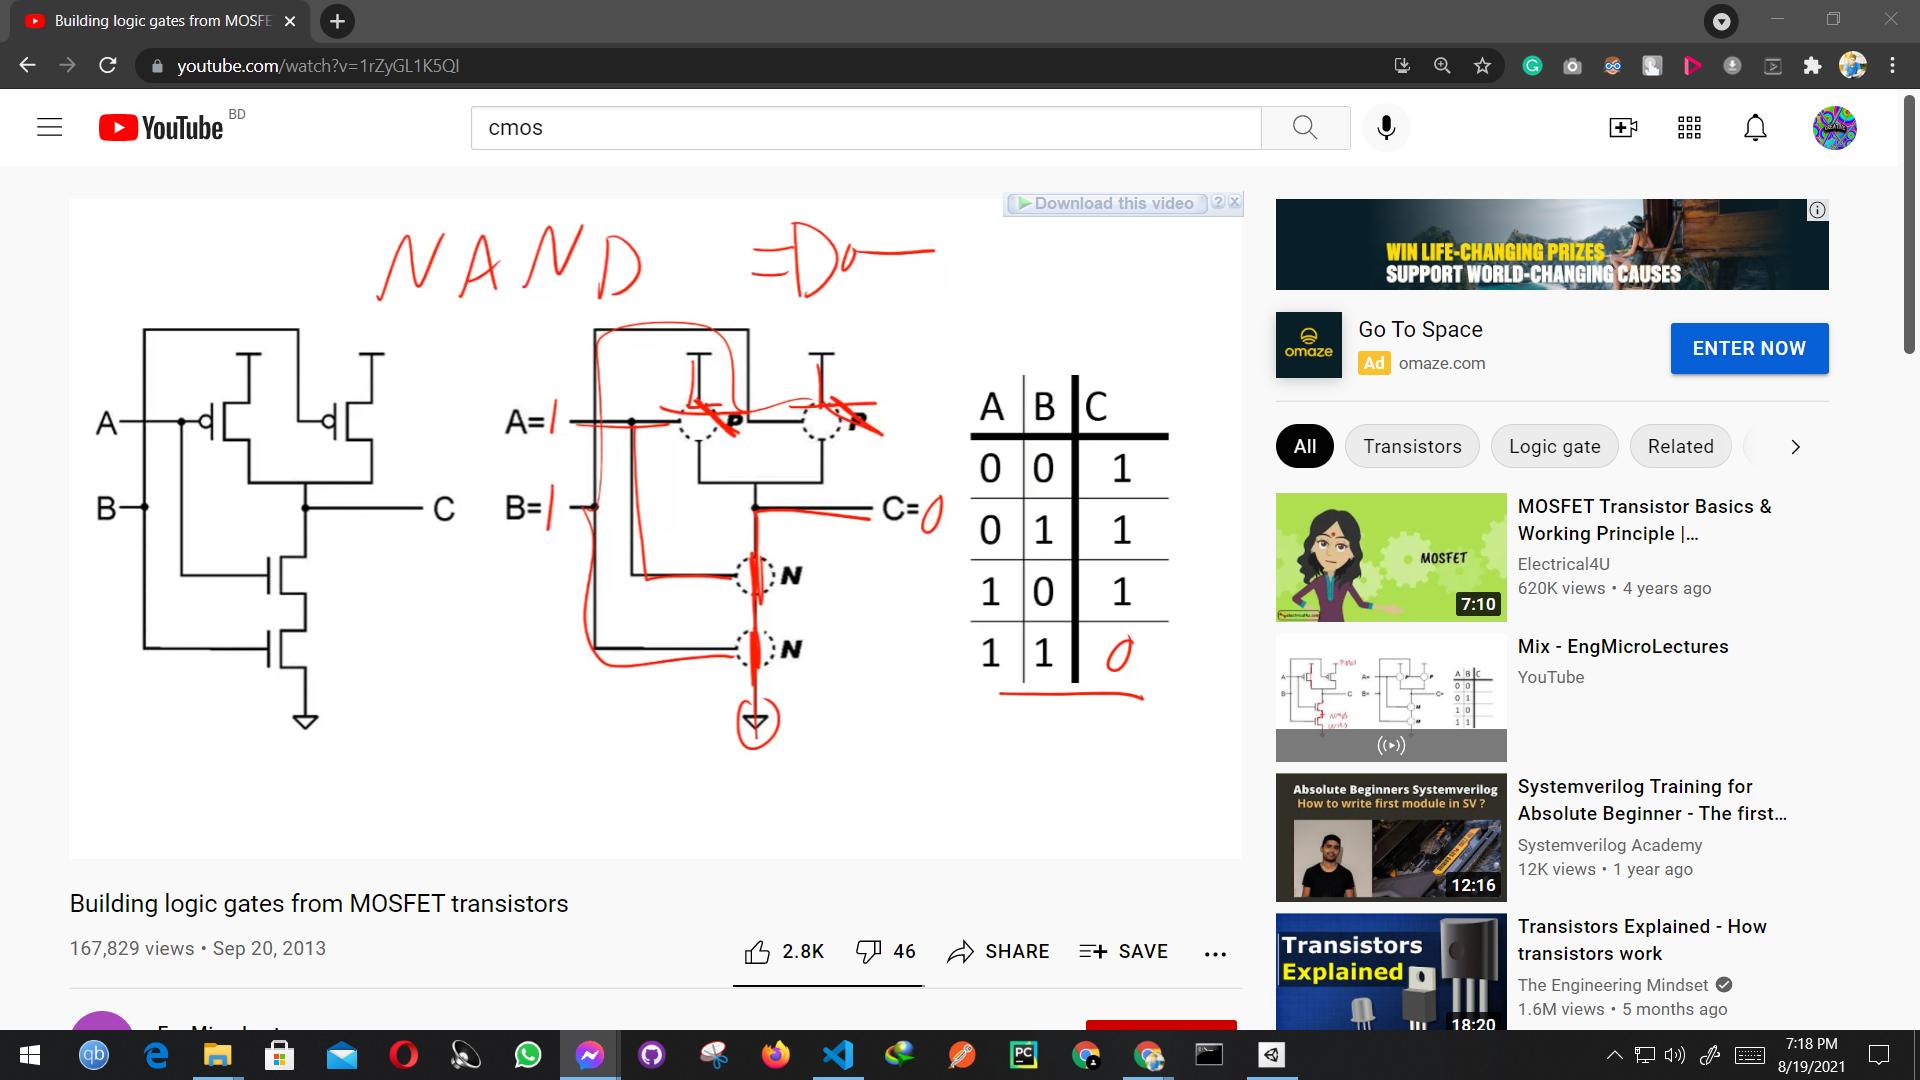 Building logic gates from MOSFE
youtube.com/watch?v=1rZyGL1K5QI
YouTube BD
cmos
Download this video ? x
NAND
A
B
C
A=1
B=1
C=0
P
P
N
N
A B C
0 0 1
0 1 1
1 0 1
1 1 0
WIN LIFE-CHANGING PRIZES
SUPPORT WORLD-CHANGING CAUSES
omaze
Go To Space
Ad omaze.com
ENTER NOW
All Transistors Logic gate Related
MOSFET
7:10
MOSFET Transistor Basics &
Working Principle |...
Electrical4U
620K views • 4 years ago
Mix - EngMicroLectures
YouTube
Absolute Beginners Systemverilog
How to write first module in SV ?
12:16
Systemverilog Training for
Absolute Beginner - The first...
Systemverilog Academy
12K views • 1 year ago
Transistors
Explained
18:20
Transistors Explained - How
transistors work
The Engineering Mindset
1.6M views • 5 months ago
Building logic gates from MOSFET transistors
167,829 views • Sep 20, 2013
2.8K 46 SHARE SAVE
qb
PC
7:18 PM
8/19/2021